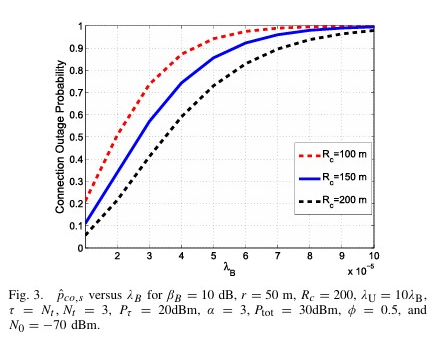 1
0.9
0.8
0.7
0.6
0.5
0.4
0.3
0.2
0.1
0
Connection Outage Probability
R_c=100 m
R_c=150 m
R_c=200 m
2 3 4 5 6 7 8 9 10
λ_B
x 10^-6
Fig. 3. p̂_co,s versus λ_B for β_B = 10 dB, r = 50 m, R_c = 200, λ_U = 10λ_B,
τ = N_t, N_t = 3, P_τ = 20dBm, α = 3, P_tot = 30dBm, ϕ = 0.5, and
N_0 = −70 dBm.